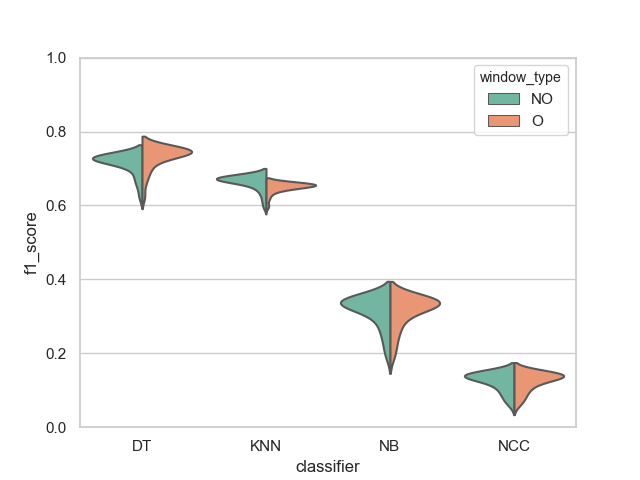 1.0
window_type
NO
O
0.8
0.6
f1_score
0.4
0.2
0.0
DT KNN NB NCC
classifier